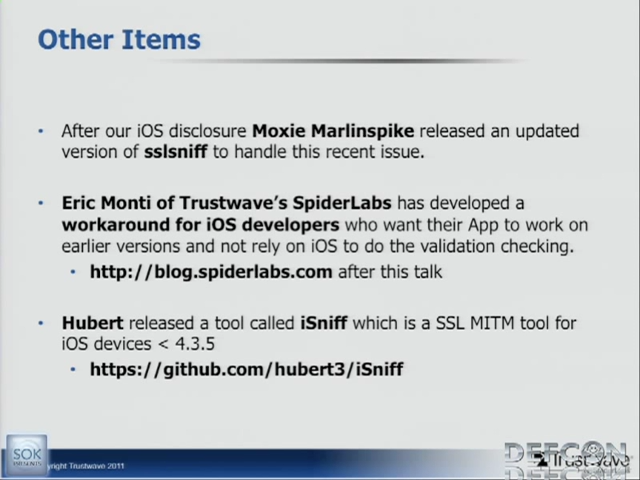 Other Items
• After our iOS disclosure Moxie Marlinspike released an updated
version of sslsniff to handle this recent issue.
• Eric Monti of Trustwave's SpiderLabs has developed a
workaround for iOS developers who want their App to work on
earlier versions and not rely on iOS to do the validation checking.
• http://blog.spiderlabs.com after this talk
• Hubert released a tool called iSniff which is a SSL MITM tool for
iOS devices < 4.3.5
• https://github.com/hubert3/iSniff
SOK
Trustwave 2011
DEFCON
Trustwave